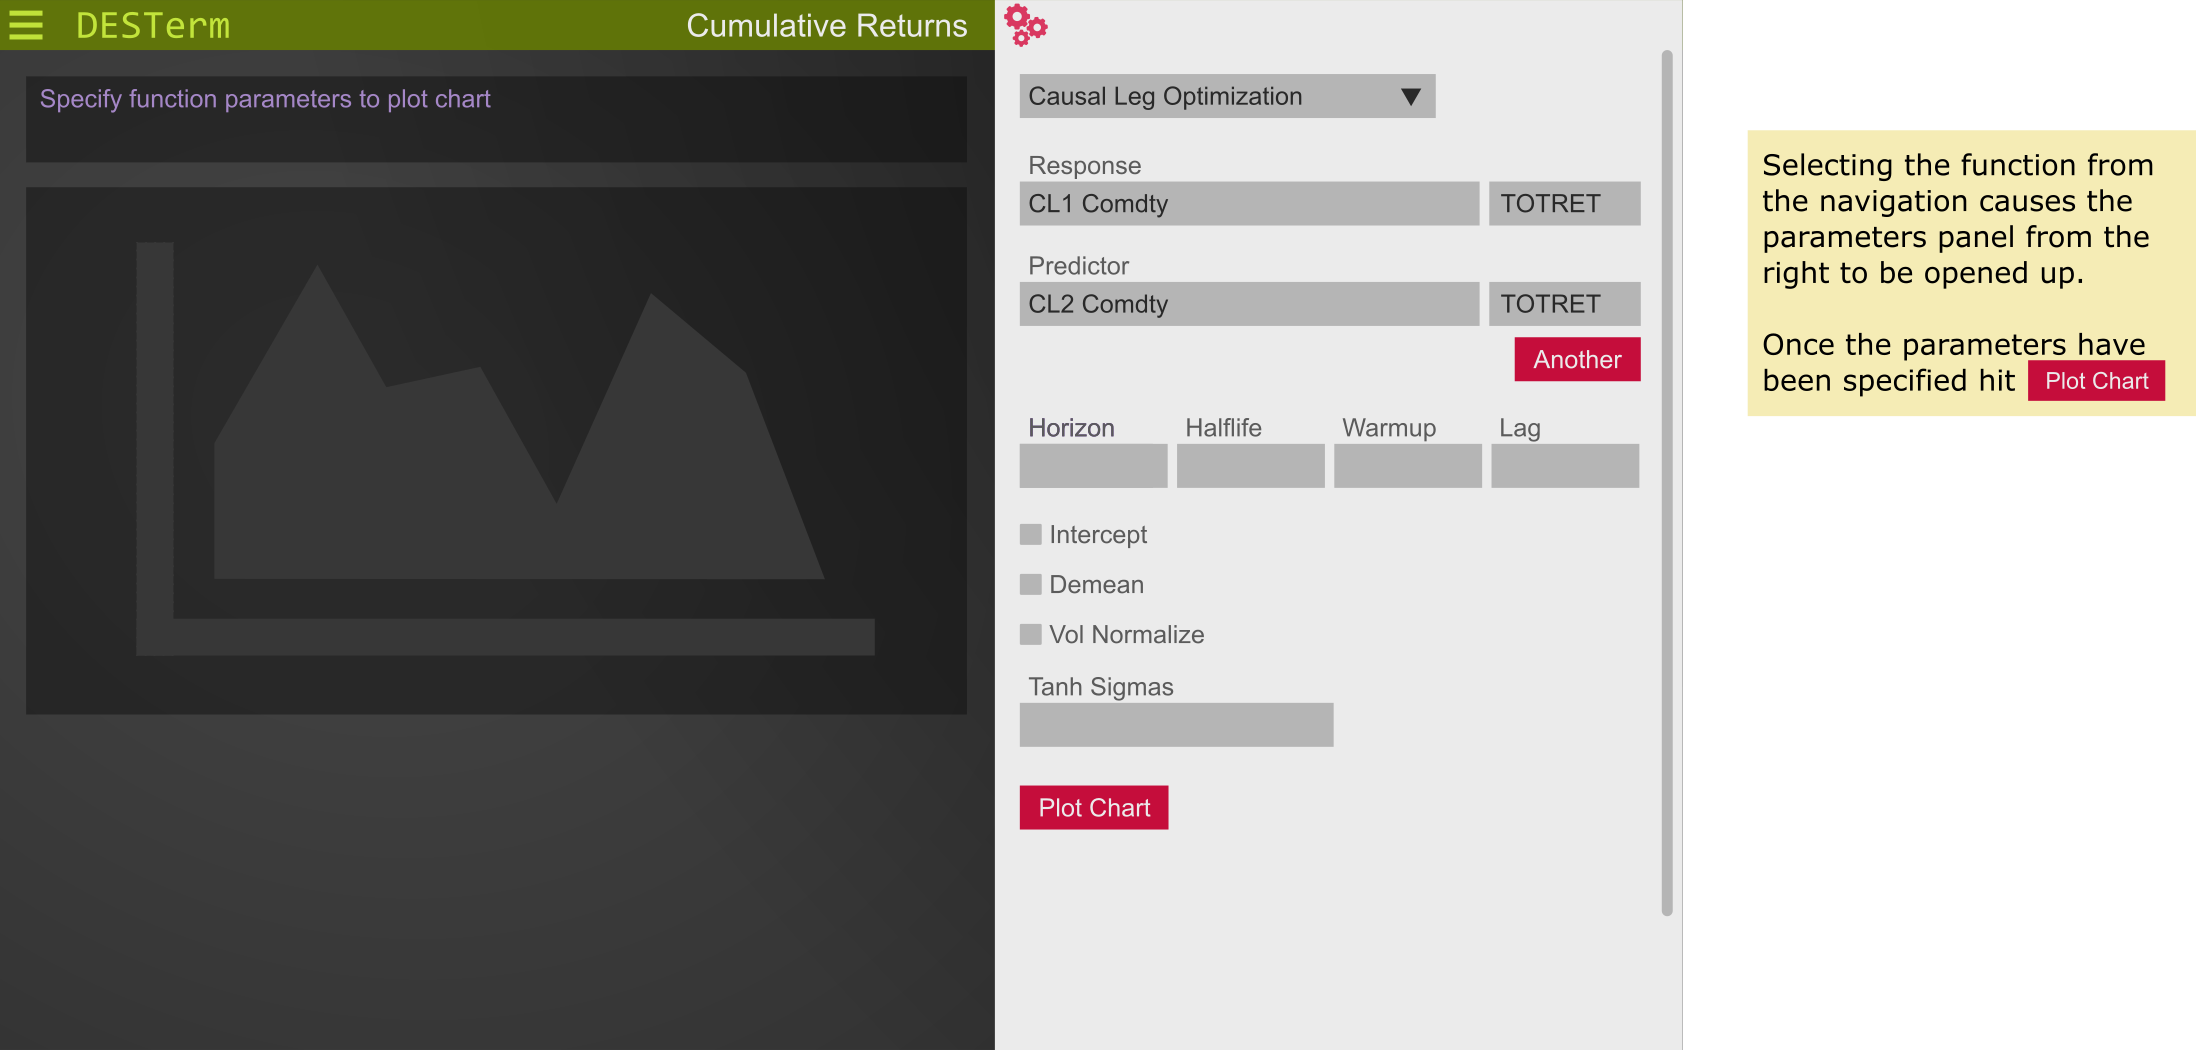 DESTerm
Cumulative Returns
Specify function parameters to plot chart
Causal Leg Optimization
Response
CL1 Comdty
TOTRET
Predictor
CL2 Comdty
TOTRET
Another
Horizon
Halflife
Warmup
Lag
Intercept
Demean
Vol Normalize
Tanh Sigmas
Plot Chart
Selecting the function from
the navigation causes the
parameters panel from the
right to be opened up.
Once the parameters have
been specified hit Plot Chart